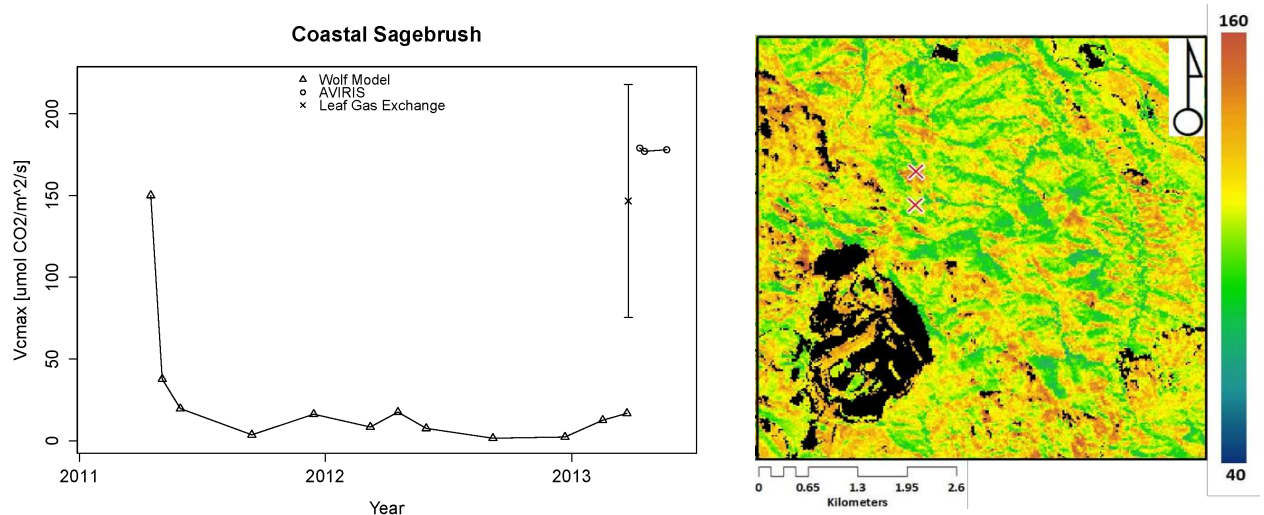 Coastal Sagebrush
Wolf Model
AVIRIS
Leaf Gas Exchange
Vcmax [umol CO2/m^2/s]
200
150
100
50
0
2011
2012
2013
Year
160
40
0
0.65
1.3
1.95
2.6
Kilometers